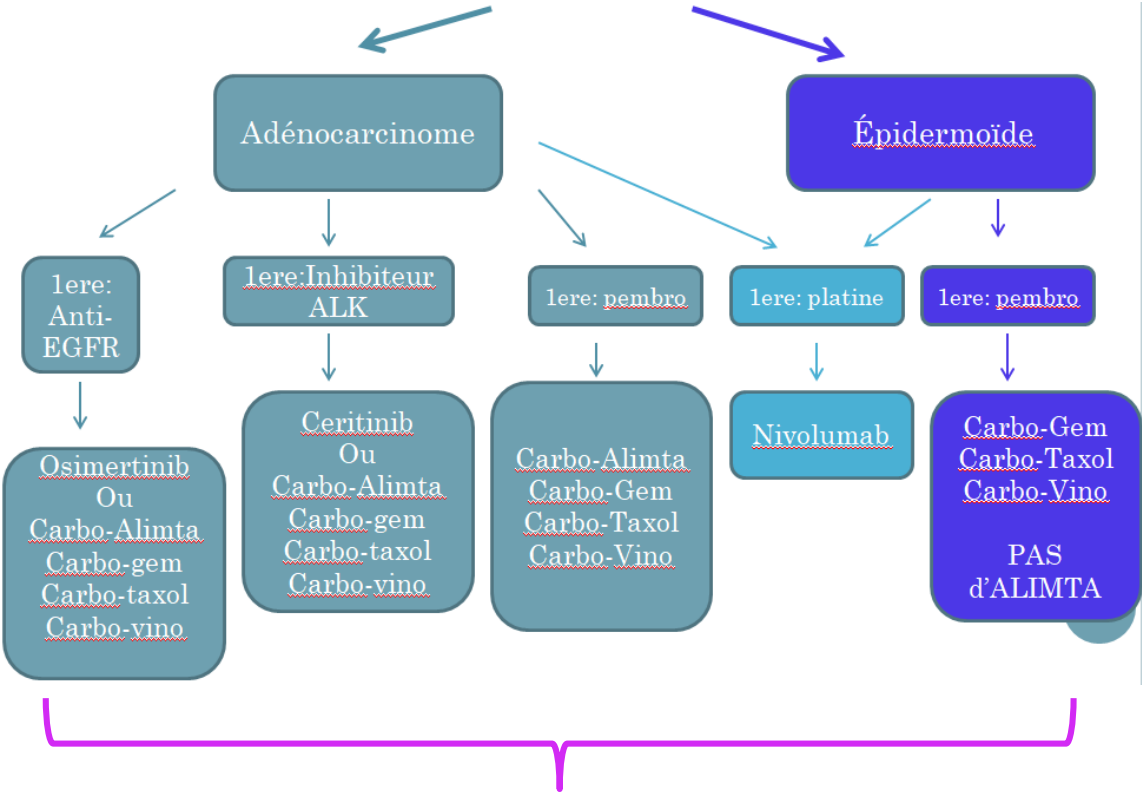 Adénocarcinome
Épidermoïde
1ere:
Anti-
EGFR
1ere:Inhibiteur
ALK
1ere: pembro
1ere: platine
1ere: pembro
Osimertinib
Ou
Carbo-Alimta
Carbo-gem
Carbo-taxol
Carbo-vino
Ceritinib
Ou
Carbo-Alimta
Carbo-gem
Carbo-taxol
Carbo-vino
Carbo-Alimta
Carbo-Gem
Carbo-Taxol
Carbo-Vino
Nivolumab
Carbo-Gem
Carbo-Taxol
Carbo-Vino
PAS
d'ALIMTA